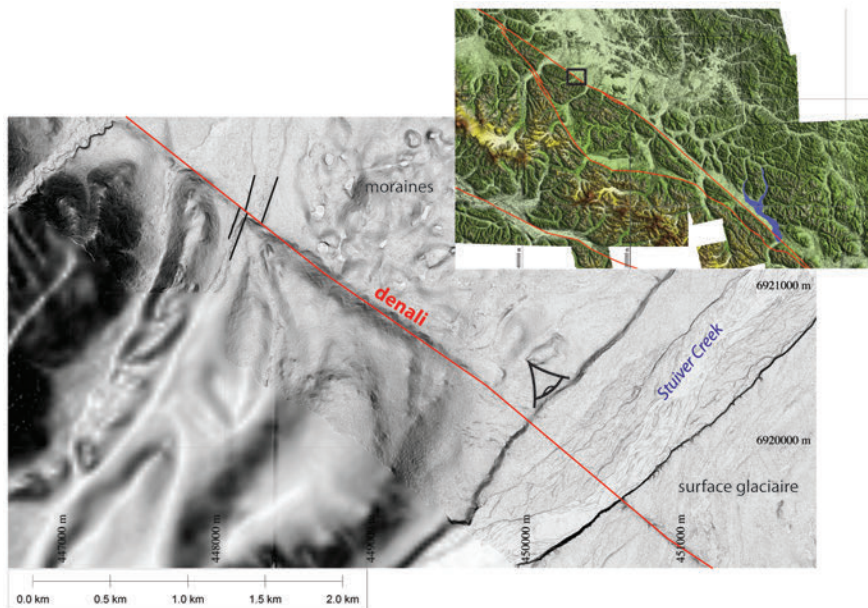 moraines
denali
6921000 m
Stuiver Creek
6920000 m
surface glaciaire
447000 m
448000 m
450000 m
451000 m
0.0 km 0.5 km 1.0 km 1.5 km 2.0 km